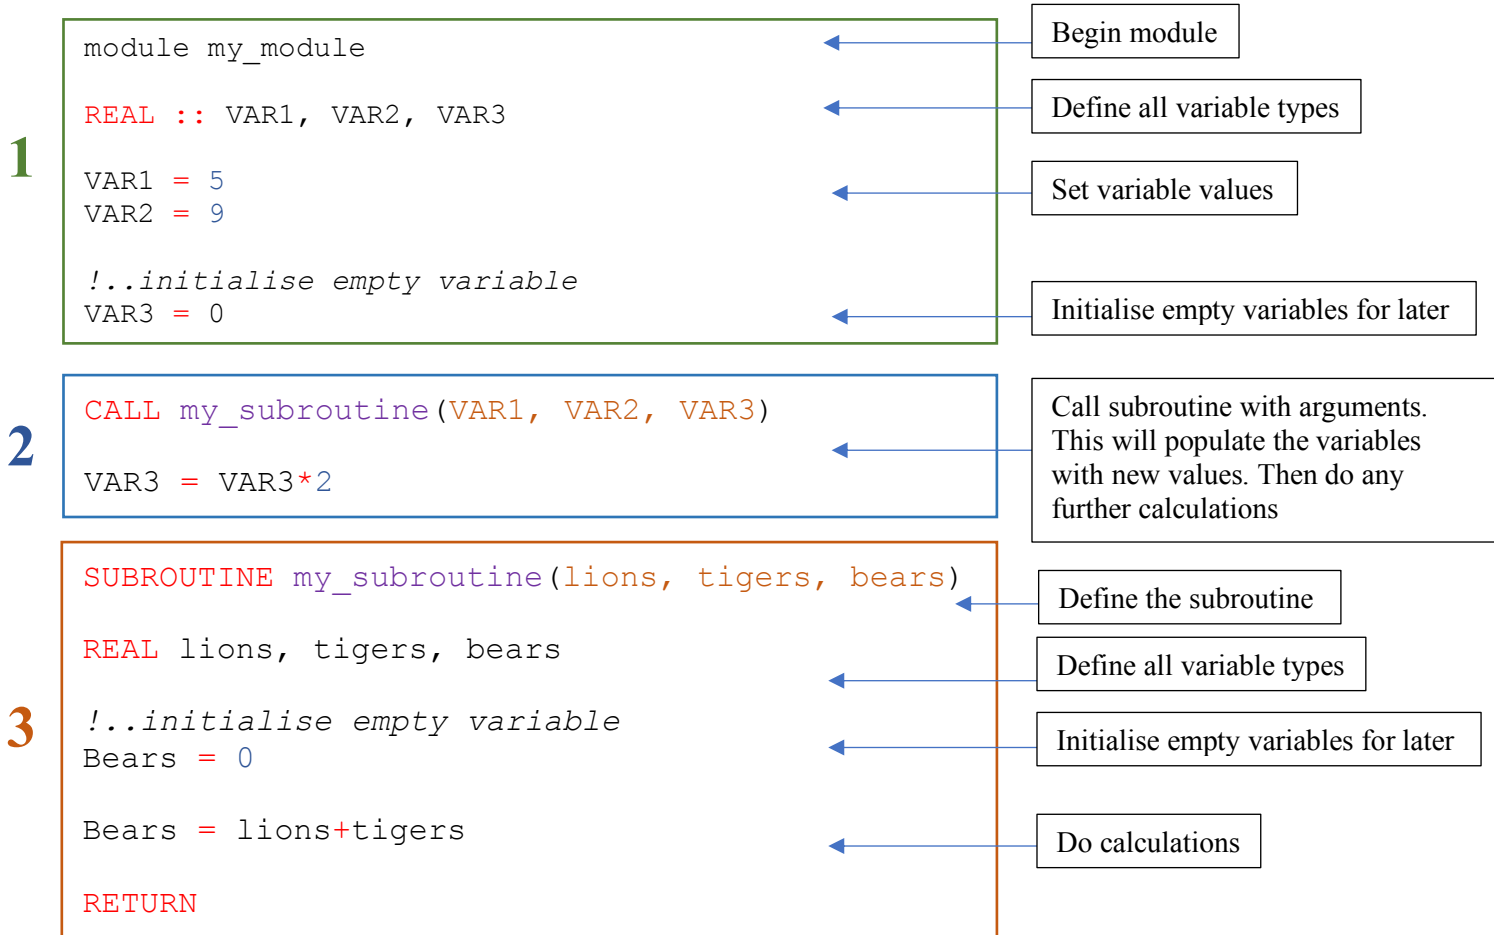 1
module my_module
Begin module
REAL :: VAR1, VAR2, VAR3
Define all variable types
VAR1 = 5
VAR2 = 9
Set variable values
!..initialise empty variable
VAR3 = 0
Initialise empty variables for later
2
CALL my_subroutine(VAR1, VAR2, VAR3)
VAR3 = VAR3*2
Call subroutine with arguments.
This will populate the variables
with new values. Then do any
further calculations
3
SUBROUTINE my_subroutine(lions, tigers, bears)
Define the subroutine
REAL lions, tigers, bears
Define all variable types
!..initialise empty variable
Bears = 0
Initialise empty variables for later
Bears = lions+tigers
Do calculations
RETURN